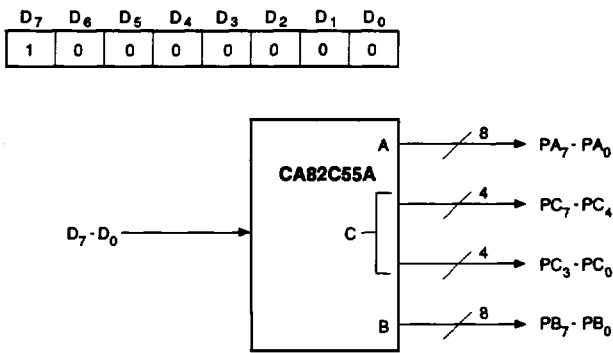 D7 D6 D5 D4 D3 D2 D1 D0
1 0 0 0 0 0 0 0
A 8 PA7 - PA0
CA82C55A
4 PC7 - PC4
D7 - D0 C
4 PC3 - PC0
B 8 PB7 - PB0